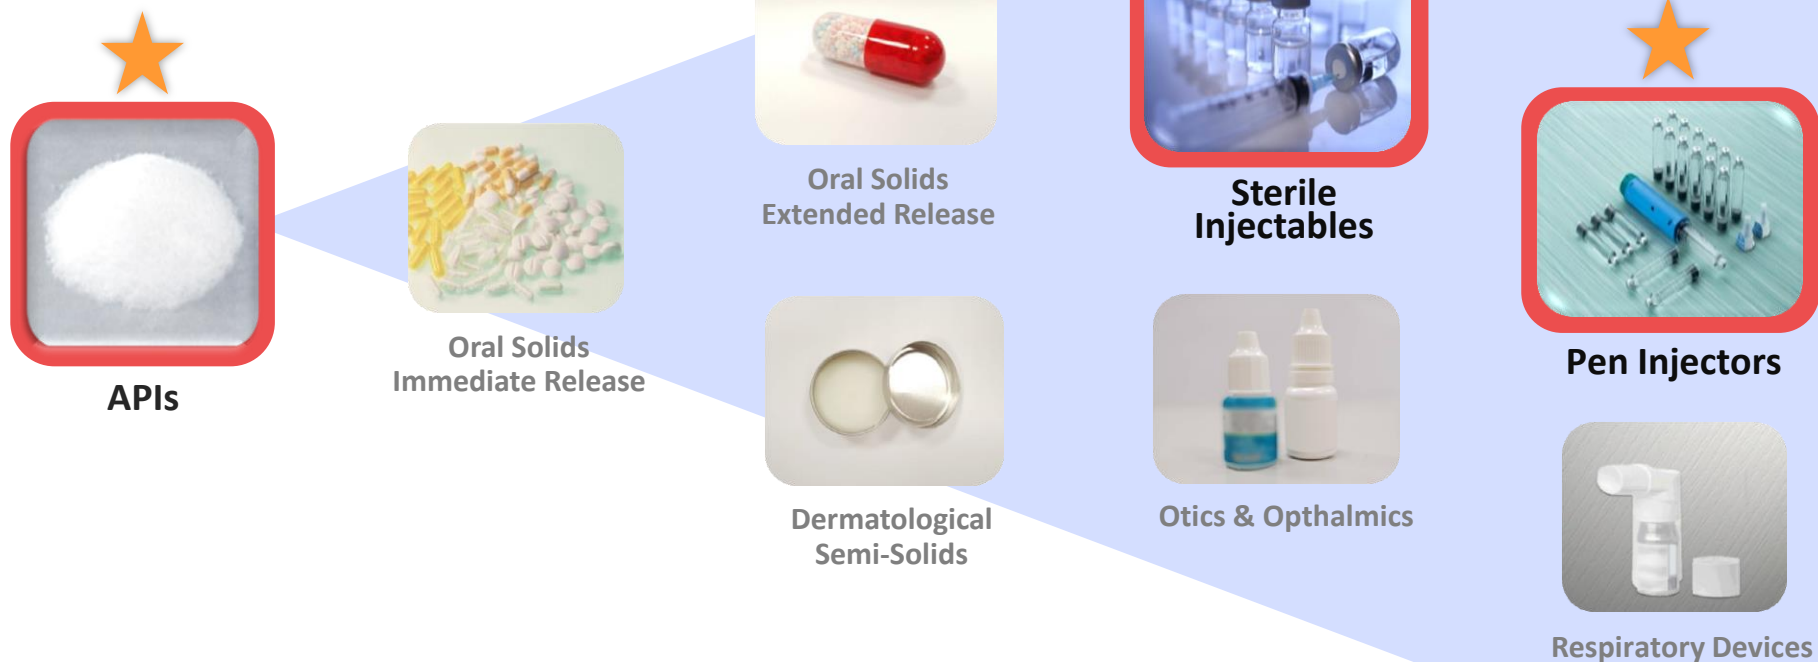 APIs
Oral Solids
Immediate Release
Oral Solids
Extended Release
Dermatological
Semi-Solids
Sterile
Injectables
Otics & Opthalmics
Pen Injectors
Respiratory Devices